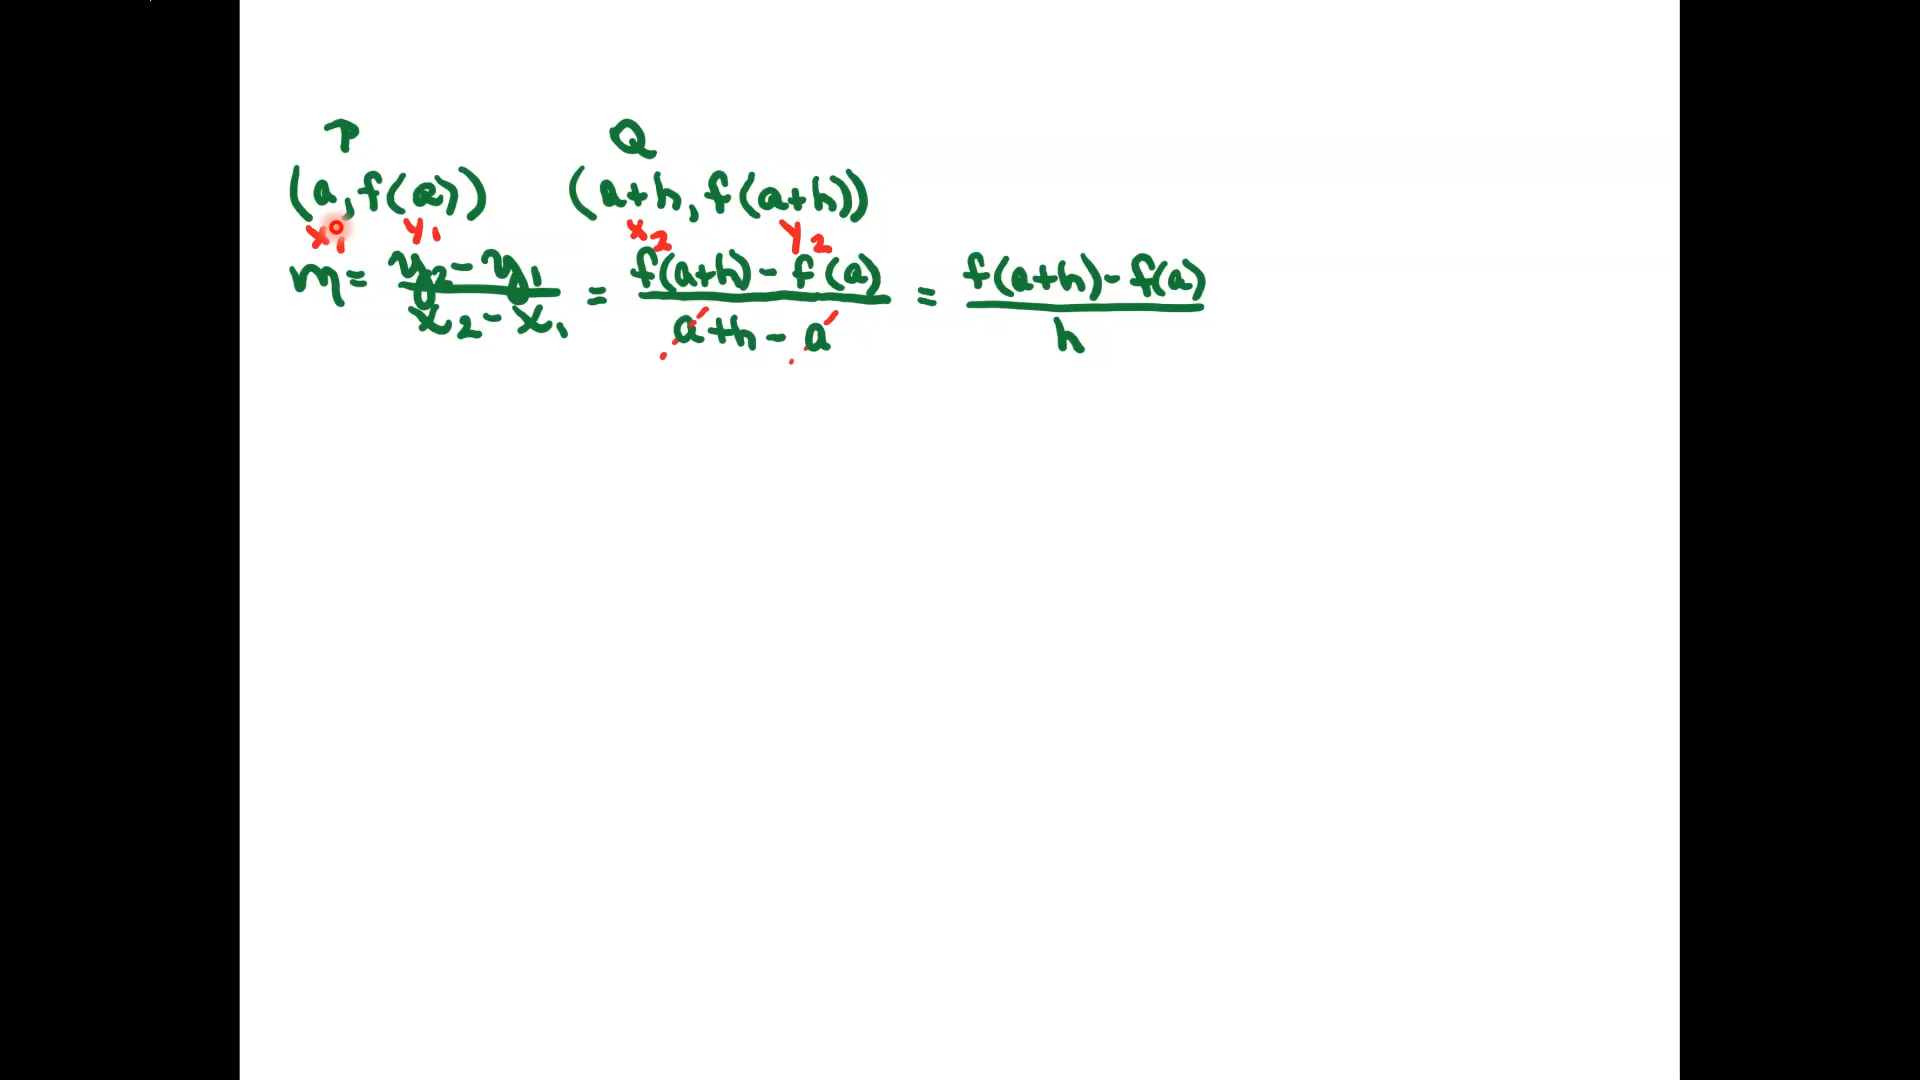 P Q
(a, f(a)) (a+h, f(a+h))
x₁ y₁ x₂ y₂
m = (y₂ - y₁)/(x₂ - x₁) = (f(a+h) - f(a))/(a+h - a) = (f(a+h) - f(a))/h